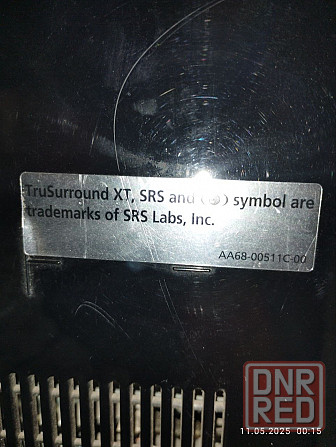 TruSurround XT, SRS and (●) symbol are
trademarks of SRS Labs, Inc.
AA68-00511C-00
DNR
RED
11.05.2025 00:15